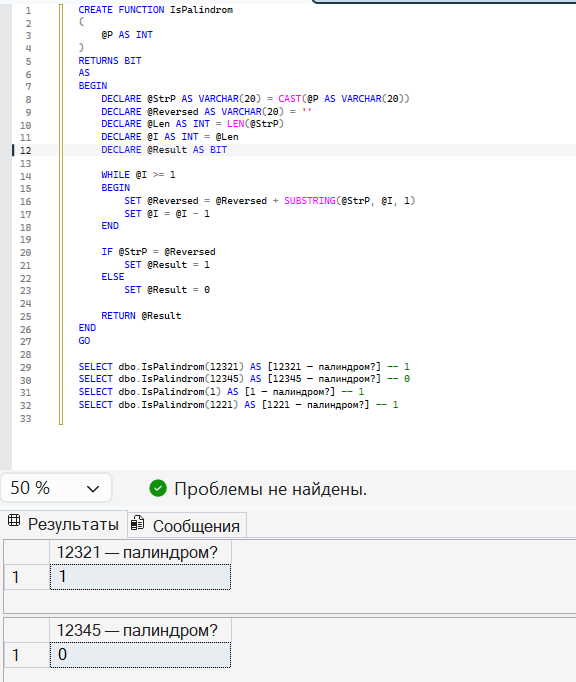 1 CREATE FUNCTION IsPalindrom
2 (
3 @P AS INT
4 )
5 RETURNS BIT
6 AS
7 BEGIN
8 DECLARE @StrP AS VARCHAR(20) = CAST(@P AS VARCHAR(20))
9 DECLARE @Reversed AS VARCHAR(20) = ''
10 DECLARE @Len AS INT = LEN(@StrP)
11 DECLARE @I AS INT = @Len
12 DECLARE @Result AS BIT
13
14 WHILE @I >= 1
15 BEGIN
16 SET @Reversed = @Reversed + SUBSTRING(@StrP, @I, 1)
17 SET @I = @I - 1
18 END
19
20 IF @StrP = @Reversed
21 SET @Result = 1
22 ELSE
23 SET @Result = 0
24
25 RETURN @Result
26 END
27 GO
28
29 SELECT dbo.IsPalindrom(12321) AS [12321 — палиндром?] -- 1
30 SELECT dbo.IsPalindrom(12345) AS [12345 — палиндром?] -- 0
31 SELECT dbo.IsPalindrom(1) AS [1 — палиндром?] -- 1
32 SELECT dbo.IsPalindrom(1221) AS [1221 — палиндром?] -- 1
33
50 % Проблемы не найдены.
Результаты Сообщения
12321 — палиндром?
1 1
12345 — палиндром?
1 0